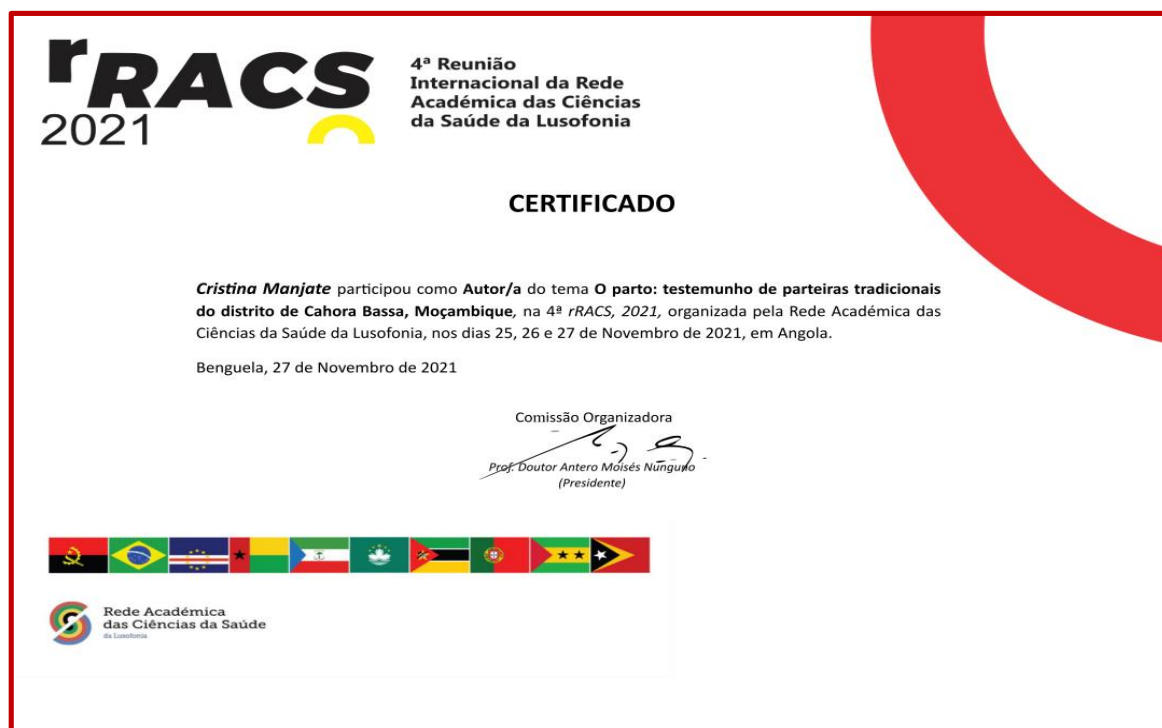 rRACS
2021
4ª Reunião
Internacional da Rede
Académica das Ciências
da Saúde da Lusofonia
CERTIFICADO
Cristina Manjate participou como Autor/a do tema O parto: testemunho de parteiras tradicionais
do distrito de Cahora Bassa, Moçambique, na 4ª rRACS, 2021, organizada pela Rede Académica das
Ciências da Saúde da Lusofonia, nos dias 25, 26 e 27 de Novembro de 2021, em Angola.
Benguela, 27 de Novembro de 2021
Comissão Organizadora
Prof. Doutor Antero Moisés Nunguno
(Presidente)
Rede Académica
das Ciências da Saúde
da Lusofonia